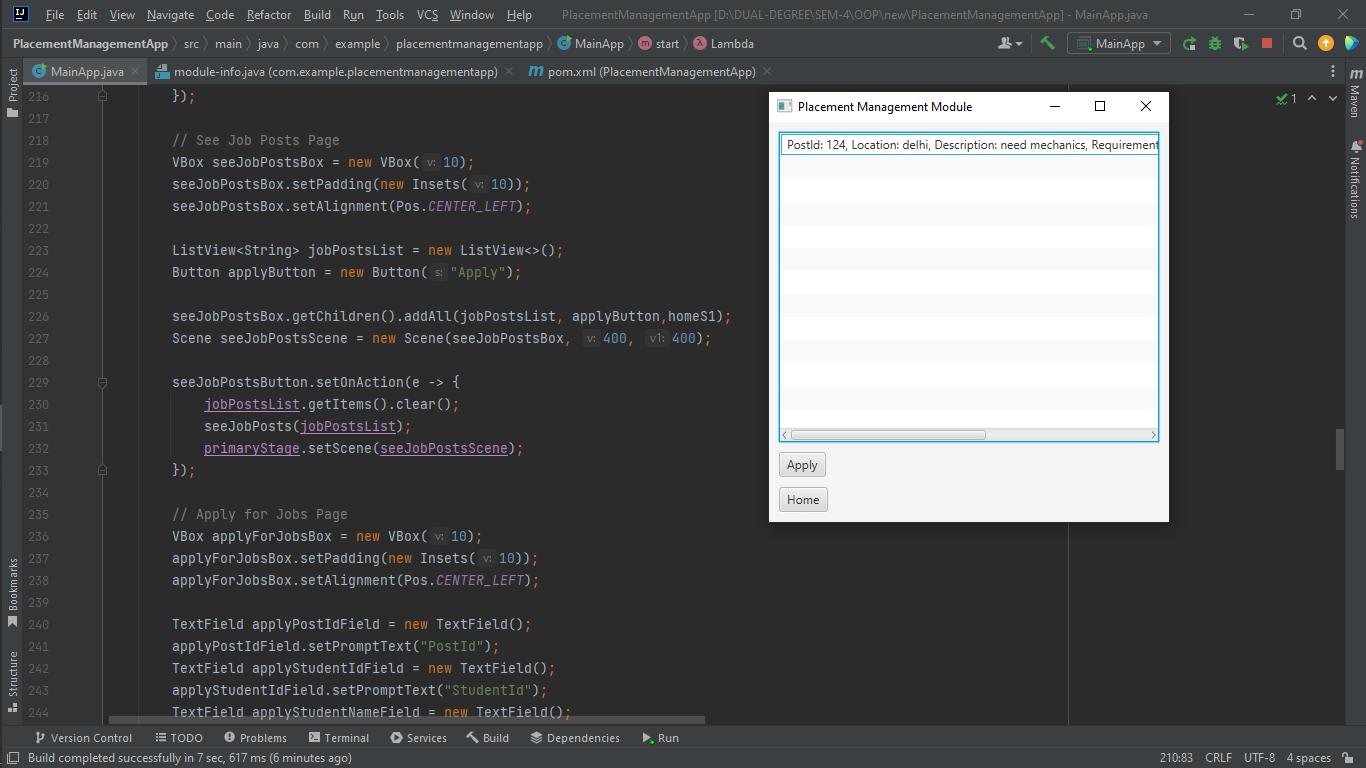 File Edit View Navigate Code Refactor Build Run Tools VCS Window Help PlacementManagementApp [D:\DUAL-DEGREE\SEM-4\OOP\new\PlacementManagementApp] - MainApp.java
PlacementManagementApp src main java com example placementmanagementapp MainApp start Lambda MainApp
MainApp.java module-info.java (com.example.placementmanagementapp) pom.xml (PlacementManagementApp)
Project
Bookmarks
Structure
216 });
217
218 // See Job Posts Page
219 VBox seeJobPostsBox = new VBox( v: 10);
220 seeJobPostsBox.setPadding(new Insets( v: 10));
221 seeJobPostsBox.setAlignment(Pos.CENTER_LEFT);
222
223 ListView<String> jobPostsList = new ListView<>();
224 Button applyButton = new Button( s: "Apply");
225
226 seeJobPostsBox.getChildren().addAll(jobPostsList, applyButton,homeS1);
227 Scene seeJobPostsScene = new Scene(seeJobPostsBox, v: 400, v1: 400);
228
229 seeJobPostsButton.setOnAction(e -> {
230 jobPostsList.getItems().clear();
231 seeJobPosts(jobPostsList);
232 primaryStage.setScene(seeJobPostsScene);
233 });
234
235 // Apply for Jobs Page
236 VBox applyForJobsBox = new VBox( v: 10);
237 applyForJobsBox.setPadding(new Insets( v: 10));
238 applyForJobsBox.setAlignment(Pos.CENTER_LEFT);
239
240 TextField applyPostIdField = new TextField();
241 applyPostIdField.setPromptText("PostId");
242 TextField applyStudentIdField = new TextField();
243 applyStudentIdField.setPromptText("StudentId");
244 TextField applyStudentNameField = new TextField();
Placement Management Module
PostId: 124, Location: delhi, Description: need mechanics, Requirement
Apply
Home
1
Maven
Notifications
Version Control TODO Problems Terminal Services Build Dependencies Run
Build completed successfully in 7 sec, 617 ms (6 minutes ago) 210:83 CRLF UTF-8 4 spaces